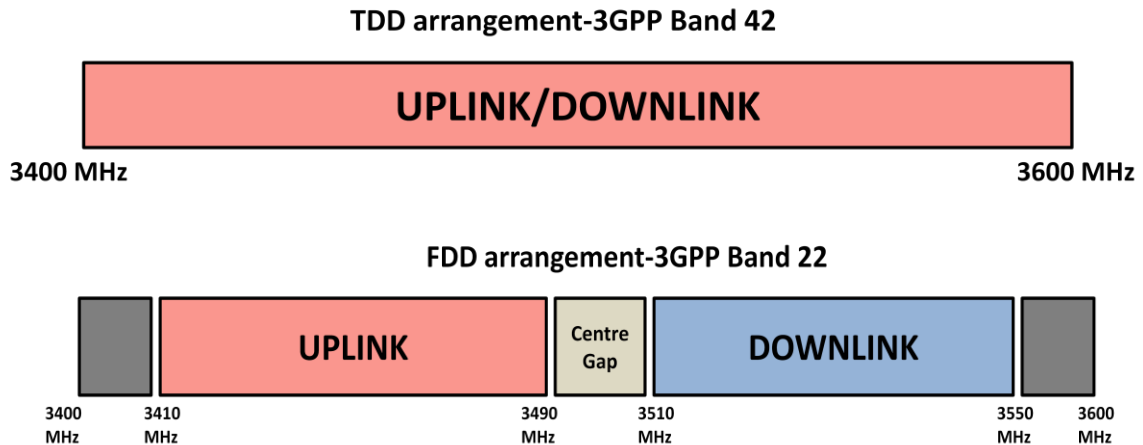 TDD arrangement-3GPP Band 42
UPLINK/DOWNLINK
3400 MHz
3600 MHz
FDD arrangement-3GPP Band 22
UPLINK
Centre
Gap
DOWNLINK
3400
MHz
3410
MHz
3490
MHz
3510
MHz
3550
MHz
3600
MHz